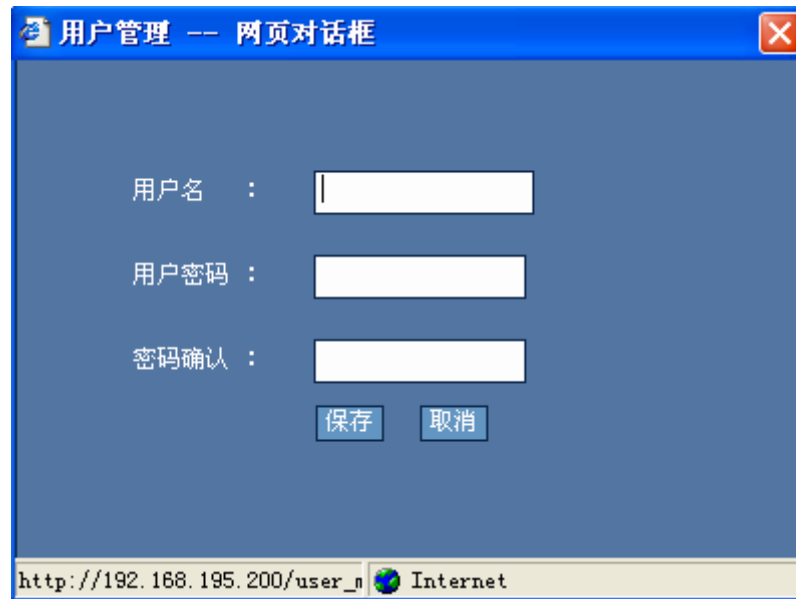 用户管理 -- 网页对话框
用户名 :
用户密码 :
密码确认 :
保存 取消
http://192.168.195.200/user_ Internet